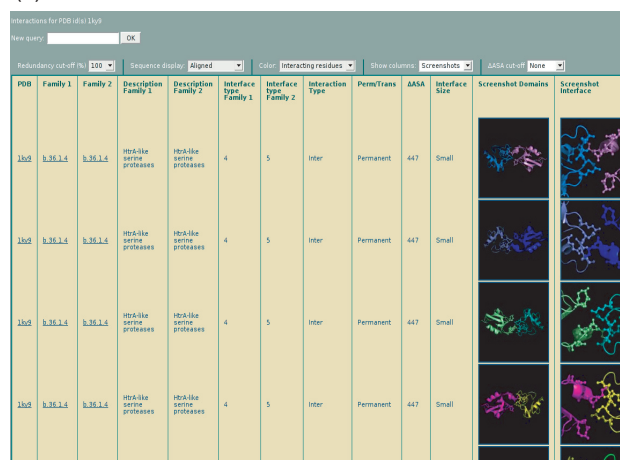 Interactions for PDB id(s) 1ky9
New query: OK
Redundancy cut-off (%) 100 Sequence display: Aligned Color: Interacting residues Show columns: Screenshots ΔASA cut-off None
PDB Family 1 Family 2 Description Family 1 Description Family 2 Interface type Family 1 Interface type Family 2 Interaction Type Perm/Trans ΔASA Interface Size Screenshot Domains Screenshot Interface
1ky9 b.36.1.4 b.36.1.4 HtrA-like serine proteases HtrA-like serine proteases 4 5 Inter Permanent 447 Small
1ky9 b.36.1.4 b.36.1.4 HtrA-like serine proteases HtrA-like serine proteases 4 5 Inter Permanent 447 Small
1ky9 b.36.1.4 b.36.1.4 HtrA-like serine proteases HtrA-like serine proteases 4 5 Inter Permanent 447 Small
1ky9 b.36.1.4 b.36.1.4 HtrA-like serine proteases HtrA-like serine proteases 4 5 Inter Permanent 447 Small